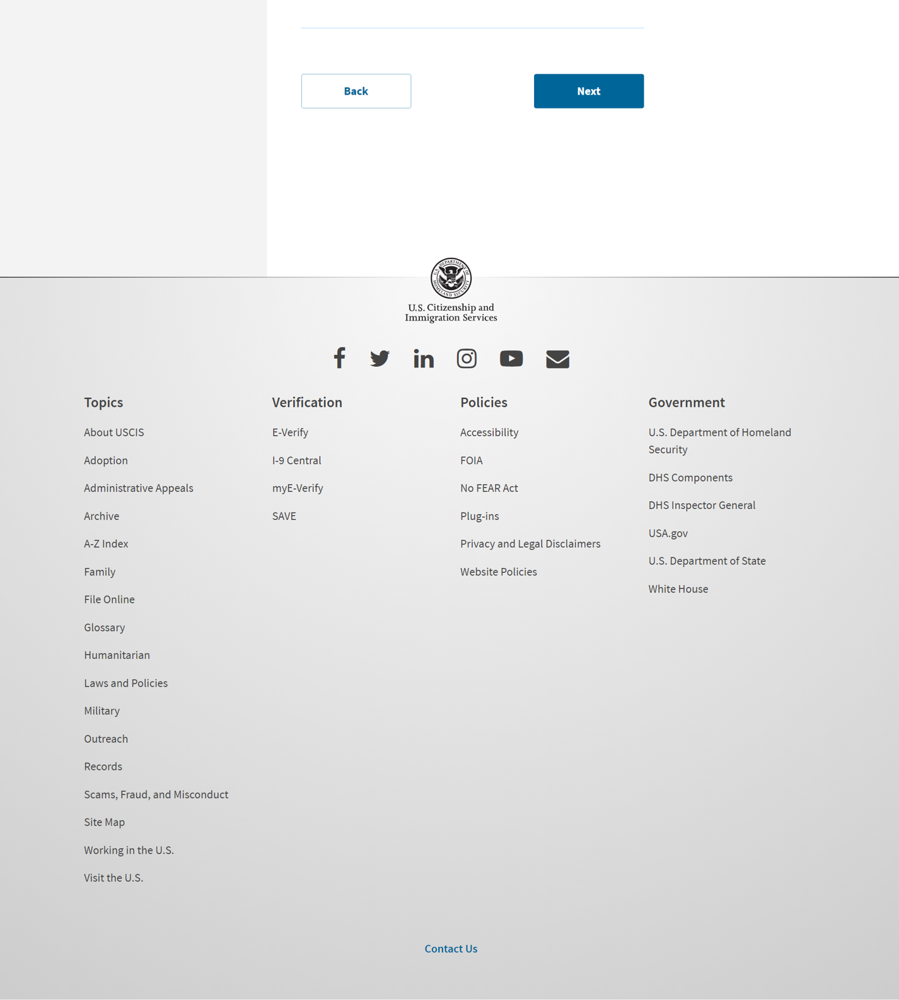 Back
Next
U.S. DEPARTMENT OF HOMELAND SECURITY
U.S. Citizenship and
Immigration Services
Topics
About USCIS
Adoption
Administrative Appeals
Archive
A-Z Index
Family
File Online
Glossary
Humanitarian
Laws and Policies
Military
Outreach
Records
Scams, Fraud, and Misconduct
Site Map
Working in the U.S.
Visit the U.S.
Verification
E-Verify
I-9 Central
myE-Verify
SAVE
Policies
Accessibility
FOIA
No FEAR Act
Plug-ins
Privacy and Legal Disclaimers
Website Policies
Government
U.S. Department of Homeland
Security
DHS Components
DHS Inspector General
USA.gov
U.S. Department of State
White House
Contact Us